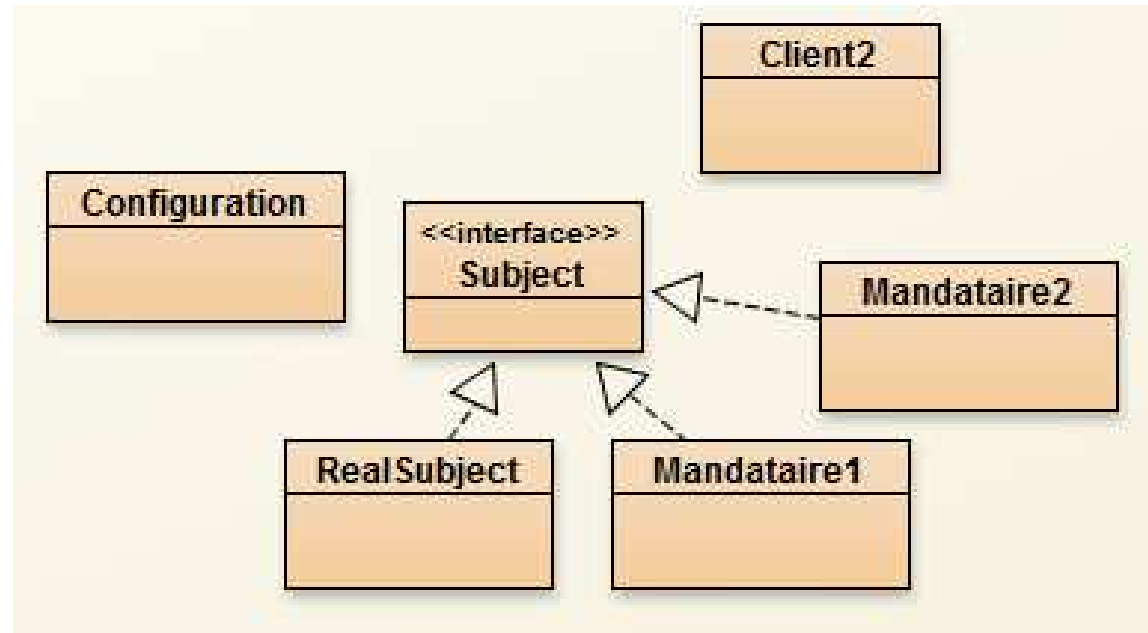 Client2
Configuration
<<interface>>
Subject
Mandataire2
RealSubject
Mandataire1